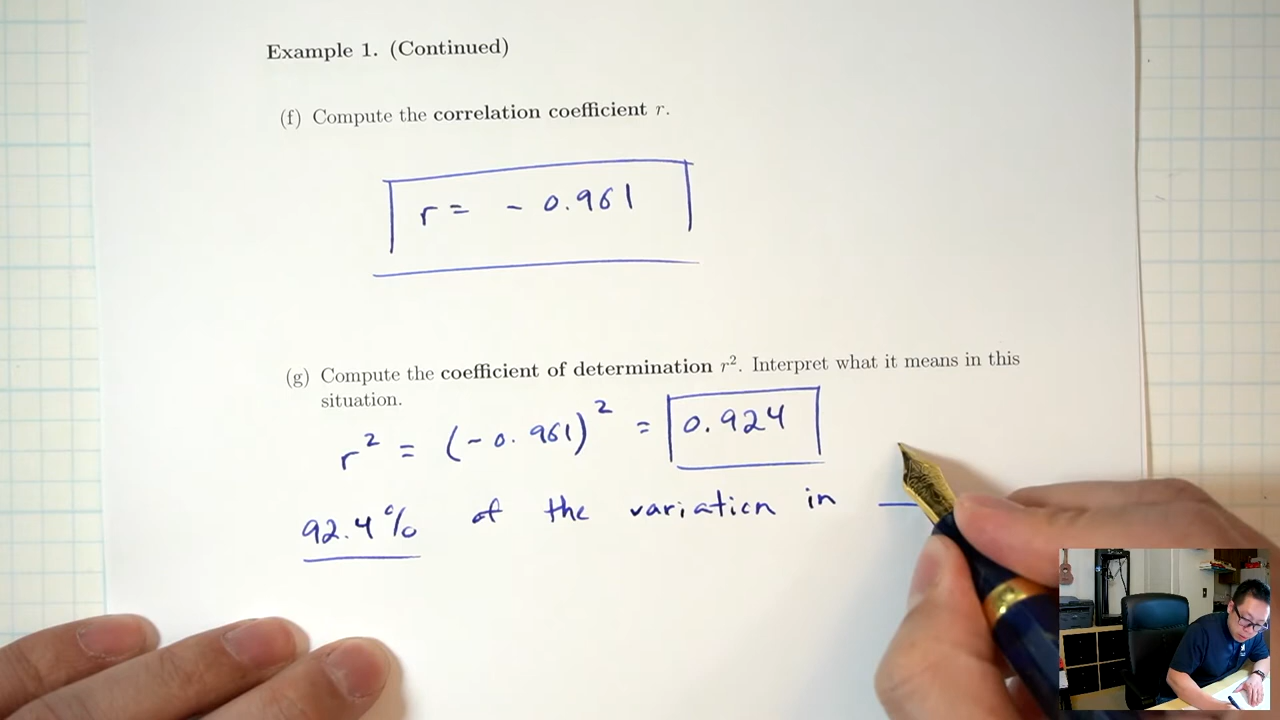 Example 1. (Continued)
(f) Compute the correlation coefficient r.
r = - 0.961
(g) Compute the coefficient of determination r². Interpret what it means in this
situation.
r² = (-0.961)² = 0.924
92.4% of the variation in